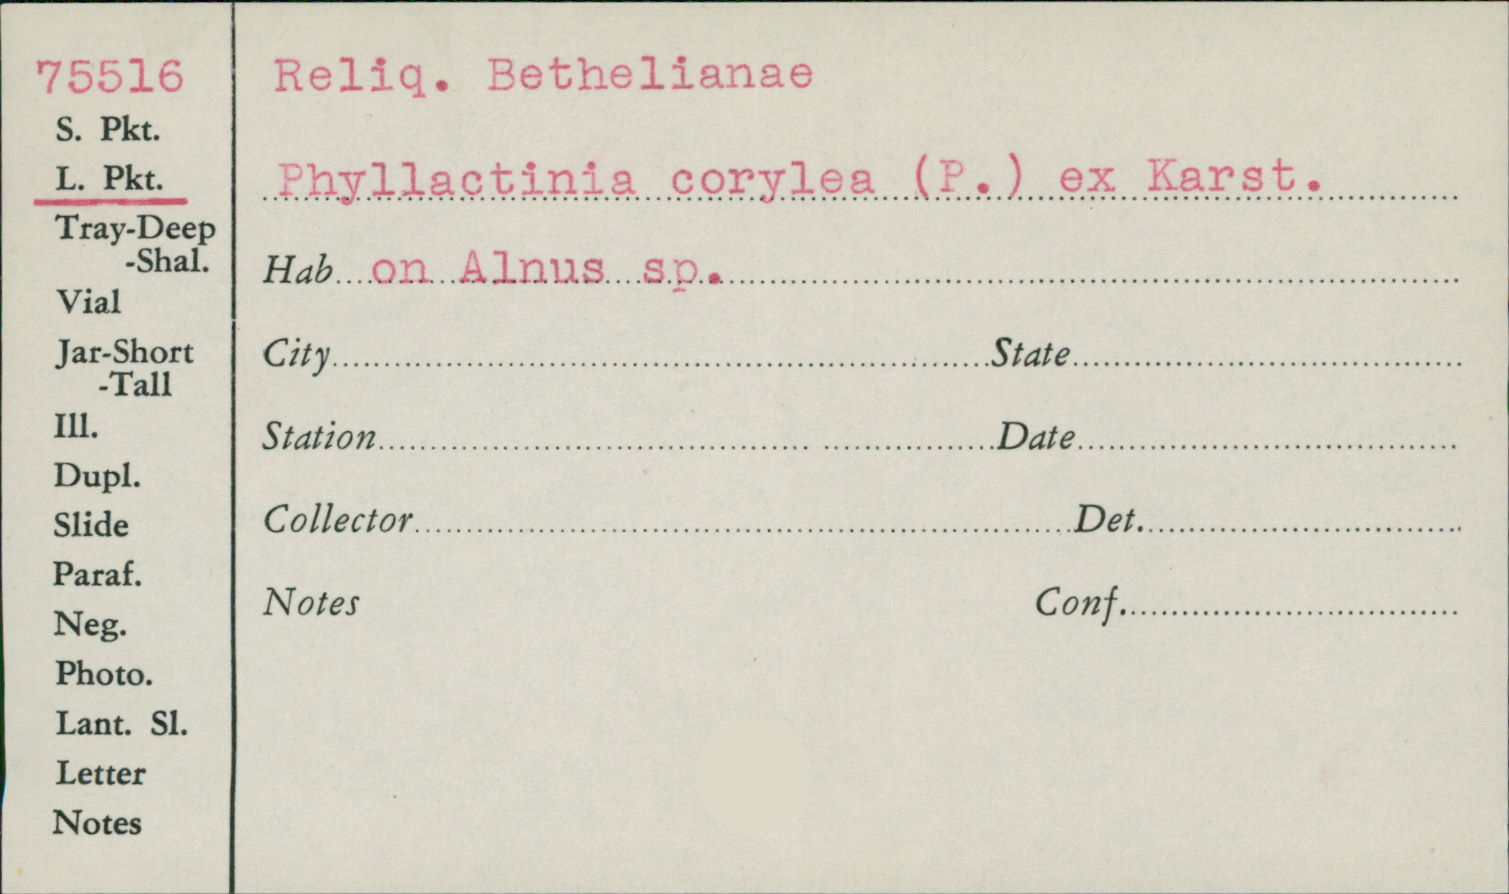 75516
S. Pkt.
L. Pkt.
Tray-Deep
-Shal.
Vial
Jar-Short
-Tall
Ill.
Dupl.
Slide
Paraf.
Neg.
Photo.
Lant. Sl.
Letter
Notes
Reliq. Bethelianae
Phyllactinia corylea (P.) ex Karst.
Hab on Alnus sp.
City State
Station Date
Collector Det.
Notes Conf.